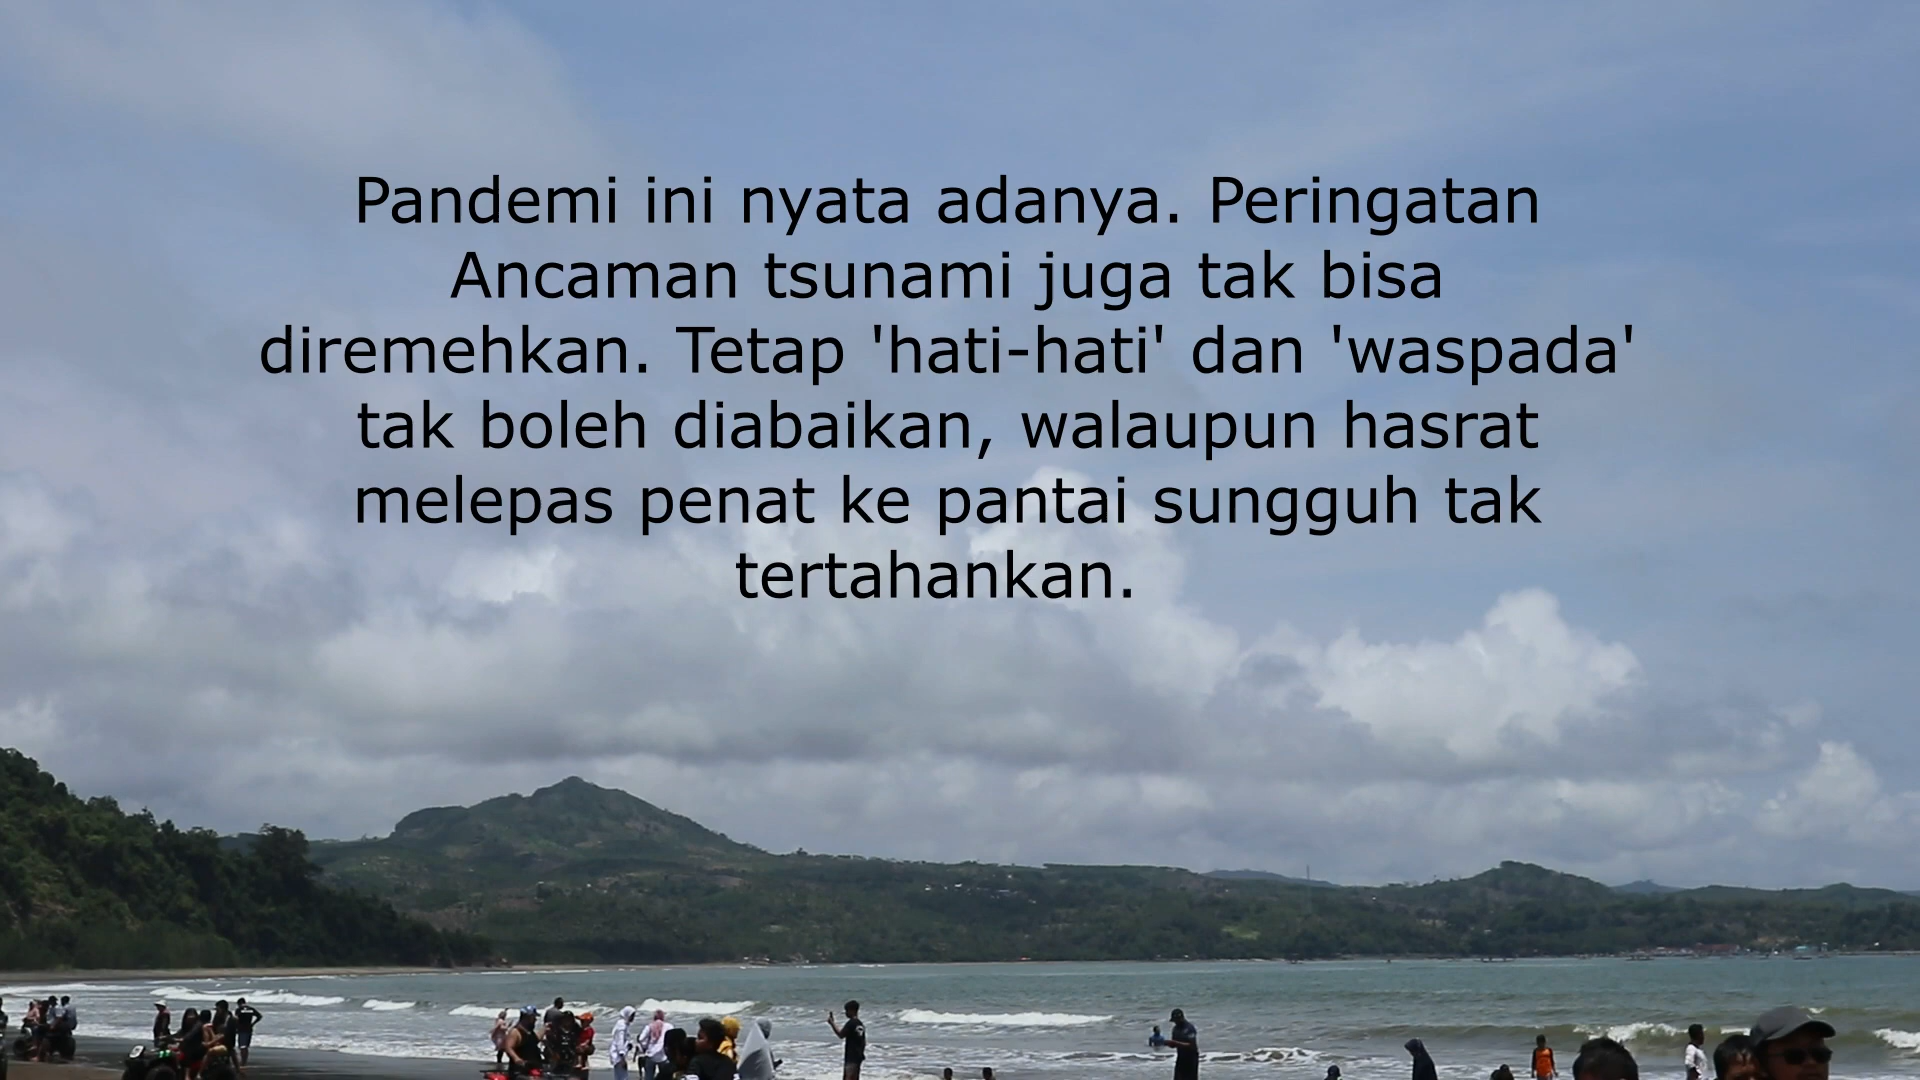 Pandemi ini nyata adanya. Peringatan
Ancaman tsunami juga tak bisa
diremehkan. Tetap 'hati-hati' dan 'waspada'
tak boleh diabaikan, walaupun hasrat
melepas penat ke pantai sungguh tak
tertahankan.